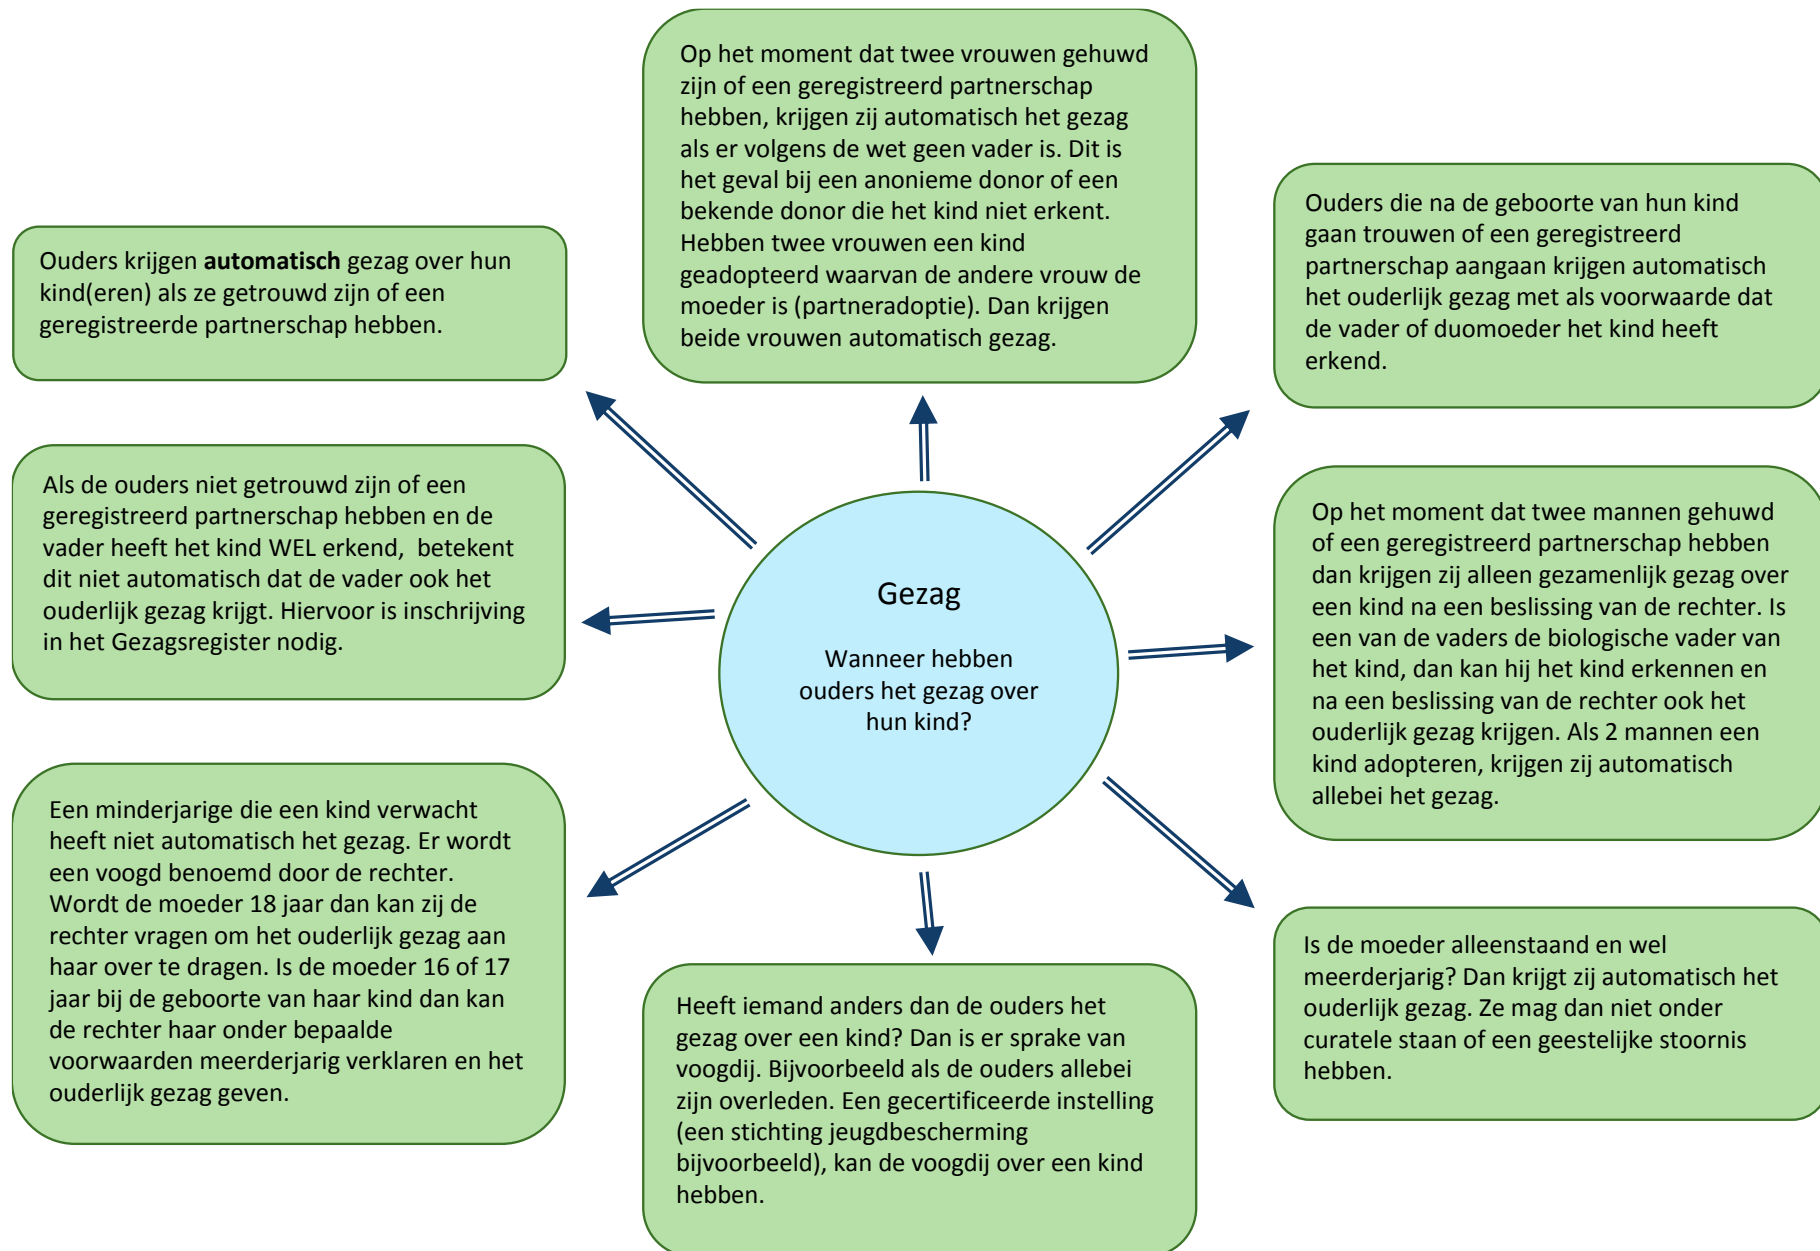 Op het moment dat twee vrouwen gehuwd
zijn of een geregistreerd partnerschap
hebben, krijgen zij automatisch het gezag
als er volgens de wet geen vader is. Dit is
het geval bij een anonieme donor of een
bekende donor die het kind niet erkent.
Hebben twee vrouwen een kind
geadopteerd waarvan de andere vrouw de
moeder is (partneradoptie). Dan krijgen
beide vrouwen automatisch gezag.
Ouders krijgen automatisch gezag over hun
kind(eren) als ze getrouwd zijn of een
geregistreerde partnerschap hebben.
Ouders die na de geboorte van hun kind
gaan trouwen of een geregistreerd
partnerschap aangaan krijgen automatisch
het ouderlijk gezag met als voorwaarde dat
de vader of duomoeder het kind heeft
erkend.
Als de ouders niet getrouwd zijn of een
geregistreerd partnerschap hebben en de
vader heeft het kind WEL erkend,  betekent
dit niet automatisch dat de vader ook het
ouderlijk gezag krijgt. Hiervoor is inschrijving
in het Gezagsregister nodig.
Gezag
Wanneer hebben
ouders het gezag over
hun kind?
Op het moment dat twee mannen gehuwd
of een geregistreerd partnerschap hebben
dan krijgen zij alleen gezamenlijk gezag over
een kind na een beslissing van de rechter. Is
een van de vaders de biologische vader van
het kind, dan kan hij het kind erkennen en
na een beslissing van de rechter ook het
ouderlijk gezag krijgen. Als 2 mannen een
kind adopteren, krijgen zij automatisch
allebei het gezag.
Een minderjarige die een kind verwacht
heeft niet automatisch het gezag. Er wordt
een voogd benoemd door de rechter.
Wordt de moeder 18 jaar dan kan zij de
rechter vragen om het ouderlijk gezag aan
haar over te dragen. Is de moeder 16 of 17
jaar bij de geboorte van haar kind dan kan
de rechter haar onder bepaalde
voorwaarden meerderjarig verklaren en het
ouderlijk gezag geven.
Heeft iemand anders dan de ouders het
gezag over een kind? Dan is er sprake van
voogdij. Bijvoorbeeld als de ouders allebei
zijn overleden. Een gecertificeerde instelling
(een stichting jeugdbescherming
bijvoorbeeld), kan de voogdij over een kind
hebben.
Is de moeder alleenstaand en wel
meerderjarig? Dan krijgt zij automatisch het
ouderlijk gezag. Ze mag dan niet onder
curatele staan of een geestelijke stoornis
hebben.